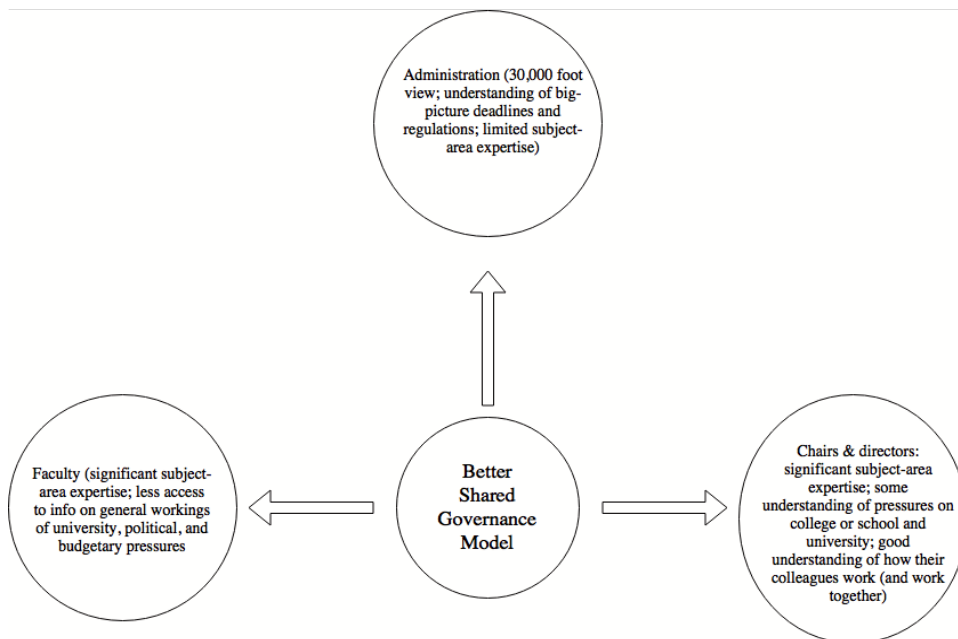 Administration (30,000 foot
view; understanding of big-
picture deadlines and
regulations; limited subject-
area expertise)
Faculty (significant subject-
area expertise; less access
to info on general workings
of university, political, and
budgetary pressures
Better
Shared
Governance
Model
Chairs & directors:
significant subject-area
expertise; some
understanding of pressures on
college or school and
university; good
understanding of how their
colleagues work (and work
together)